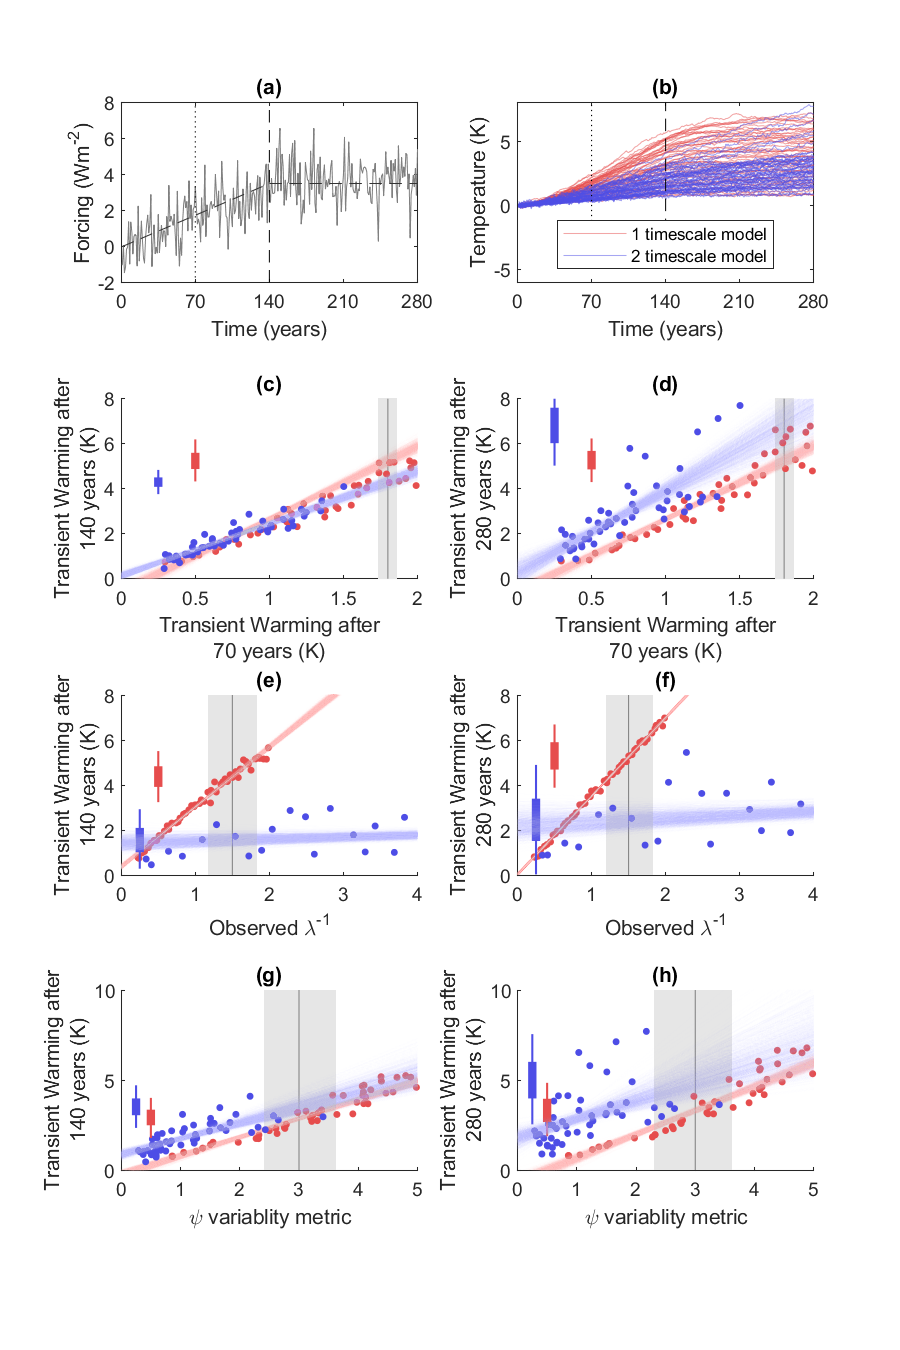 (a)
8
6
4
2
0
-2
Forcing (Wm-2)
0 70 140 210 280
Time (years)
(b)
5
0
-5
Temperature (K)
1 timescale model
2 timescale model
0 70 140 210 280
Time (years)
(c)
8
6
4
2
0
Transient Warming after
140 years (K)
0 0.5 1 1.5 2
Transient Warming after
70 years (K)
(d)
8
6
4
2
0
Transient Warming after
280 years (K)
0 0.5 1 1.5 2
Transient Warming after
70 years (K)
(e)
8
6
4
2
0
Transient Warming after
140 years (K)
0 1 2 3 4
Observed λ-1
(f)
8
6
4
2
0
Transient Warming after
280 years (K)
0 1 2 3 4
Observed λ-1
(g)
10
5
0
Transient Warming after
140 years (K)
0 1 2 3 4 5
ψ variablity metric
(h)
10
5
0
Transient Warming after
280 years (K)
0 1 2 3 4 5
ψ variablity metric